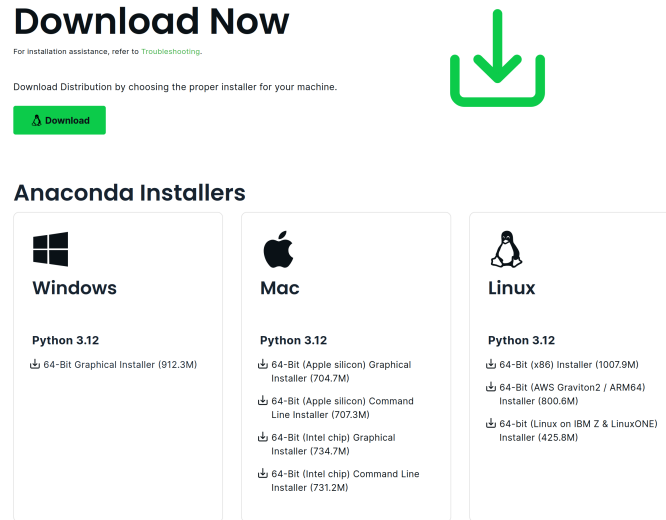 Download Now
For installation assistance, refer to Troubleshooting.
Download Distribution by choosing the proper installer for your machine.
Download
Anaconda Installers
Windows
Python 3.12
64-Bit Graphical Installer (912.3M)
Mac
Python 3.12
64-Bit (Apple silicon) Graphical
Installer (704.7M)
64-Bit (Apple silicon) Command
Line Installer (707.3M)
64-Bit (Intel chip) Graphical
Installer (734.7M)
64-Bit (Intel chip) Command Line
Installer (731.2M)
Linux
Python 3.12
64-Bit (x86) Installer (1007.9M)
64-Bit (AWS Graviton2 / ARM64)
Installer (800.6M)
64-bit (Linux on IBM Z & LinuxONE)
Installer (425.8M)